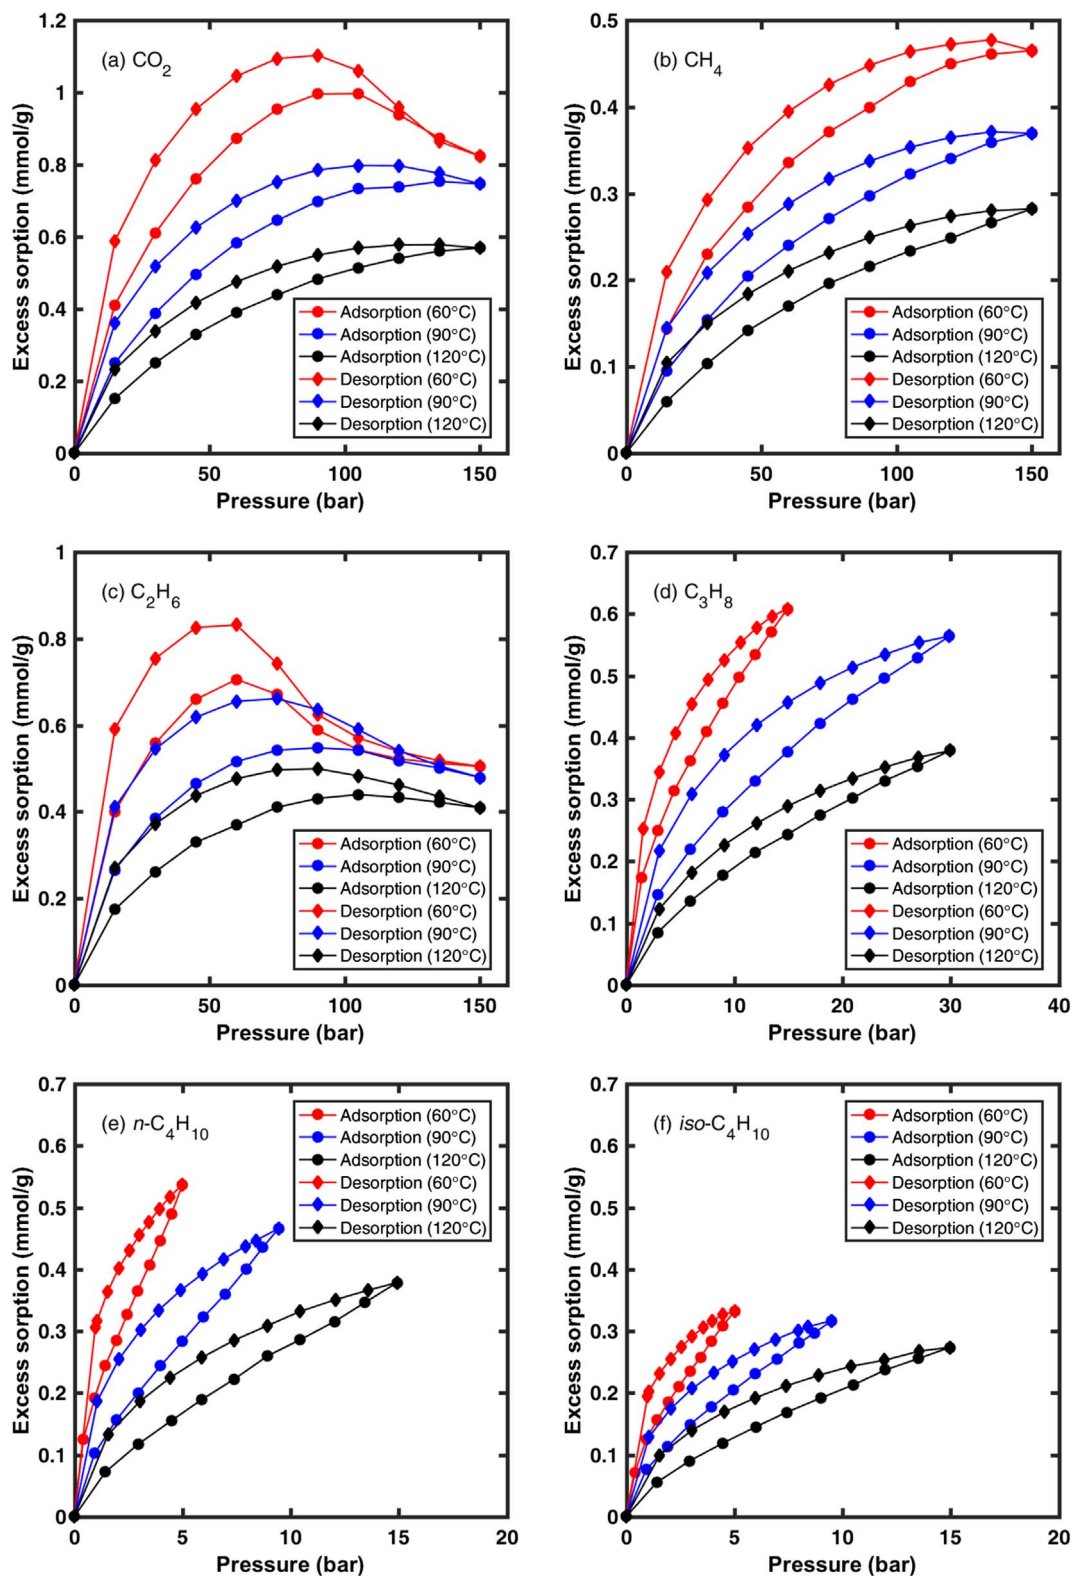 (a) CO2
Excess sorption (mmol/g)
1.2
1
0.8
0.6
0.4
0.2
0
0
50
100
150
Pressure (bar)
Adsorption (60°C)
Adsorption (90°C)
Adsorption (120°C)
Desorption (60°C)
Desorption (90°C)
Desorption (120°C)
(b) CH4
Excess sorption (mmol/g)
0.5
0.4
0.3
0.2
0.1
0
0
50
100
150
Pressure (bar)
Adsorption (60°C)
Adsorption (90°C)
Adsorption (120°C)
Desorption (60°C)
Desorption (90°C)
Desorption (120°C)
(c) C2H6
Excess sorption (mmol/g)
1
0.8
0.6
0.4
0.2
0
0
50
100
150
Pressure (bar)
Adsorption (60°C)
Adsorption (90°C)
Adsorption (120°C)
Desorption (60°C)
Desorption (90°C)
Desorption (120°C)
(d) C3H8
Excess sorption (mmol/g)
0.7
0.6
0.5
0.4
0.3
0.2
0.1
0
0
10
20
30
40
Pressure (bar)
Adsorption (60°C)
Adsorption (90°C)
Adsorption (120°C)
Desorption (60°C)
Desorption (90°C)
Desorption (120°C)
(e) n-C4H10
Excess sorption (mmol/g)
0.7
0.6
0.5
0.4
0.3
0.2
0.1
0
0
5
10
15
20
Pressure (bar)
Adsorption (60°C)
Adsorption (90°C)
Adsorption (120°C)
Desorption (60°C)
Desorption (90°C)
Desorption (120°C)
(f) iso-C4H10
Excess sorption (mmol/g)
0.7
0.6
0.5
0.4
0.3
0.2
0.1
0
0
5
10
15
20
Pressure (bar)
Adsorption (60°C)
Adsorption (90°C)
Adsorption (120°C)
Desorption (60°C)
Desorption (90°C)
Desorption (120°C)